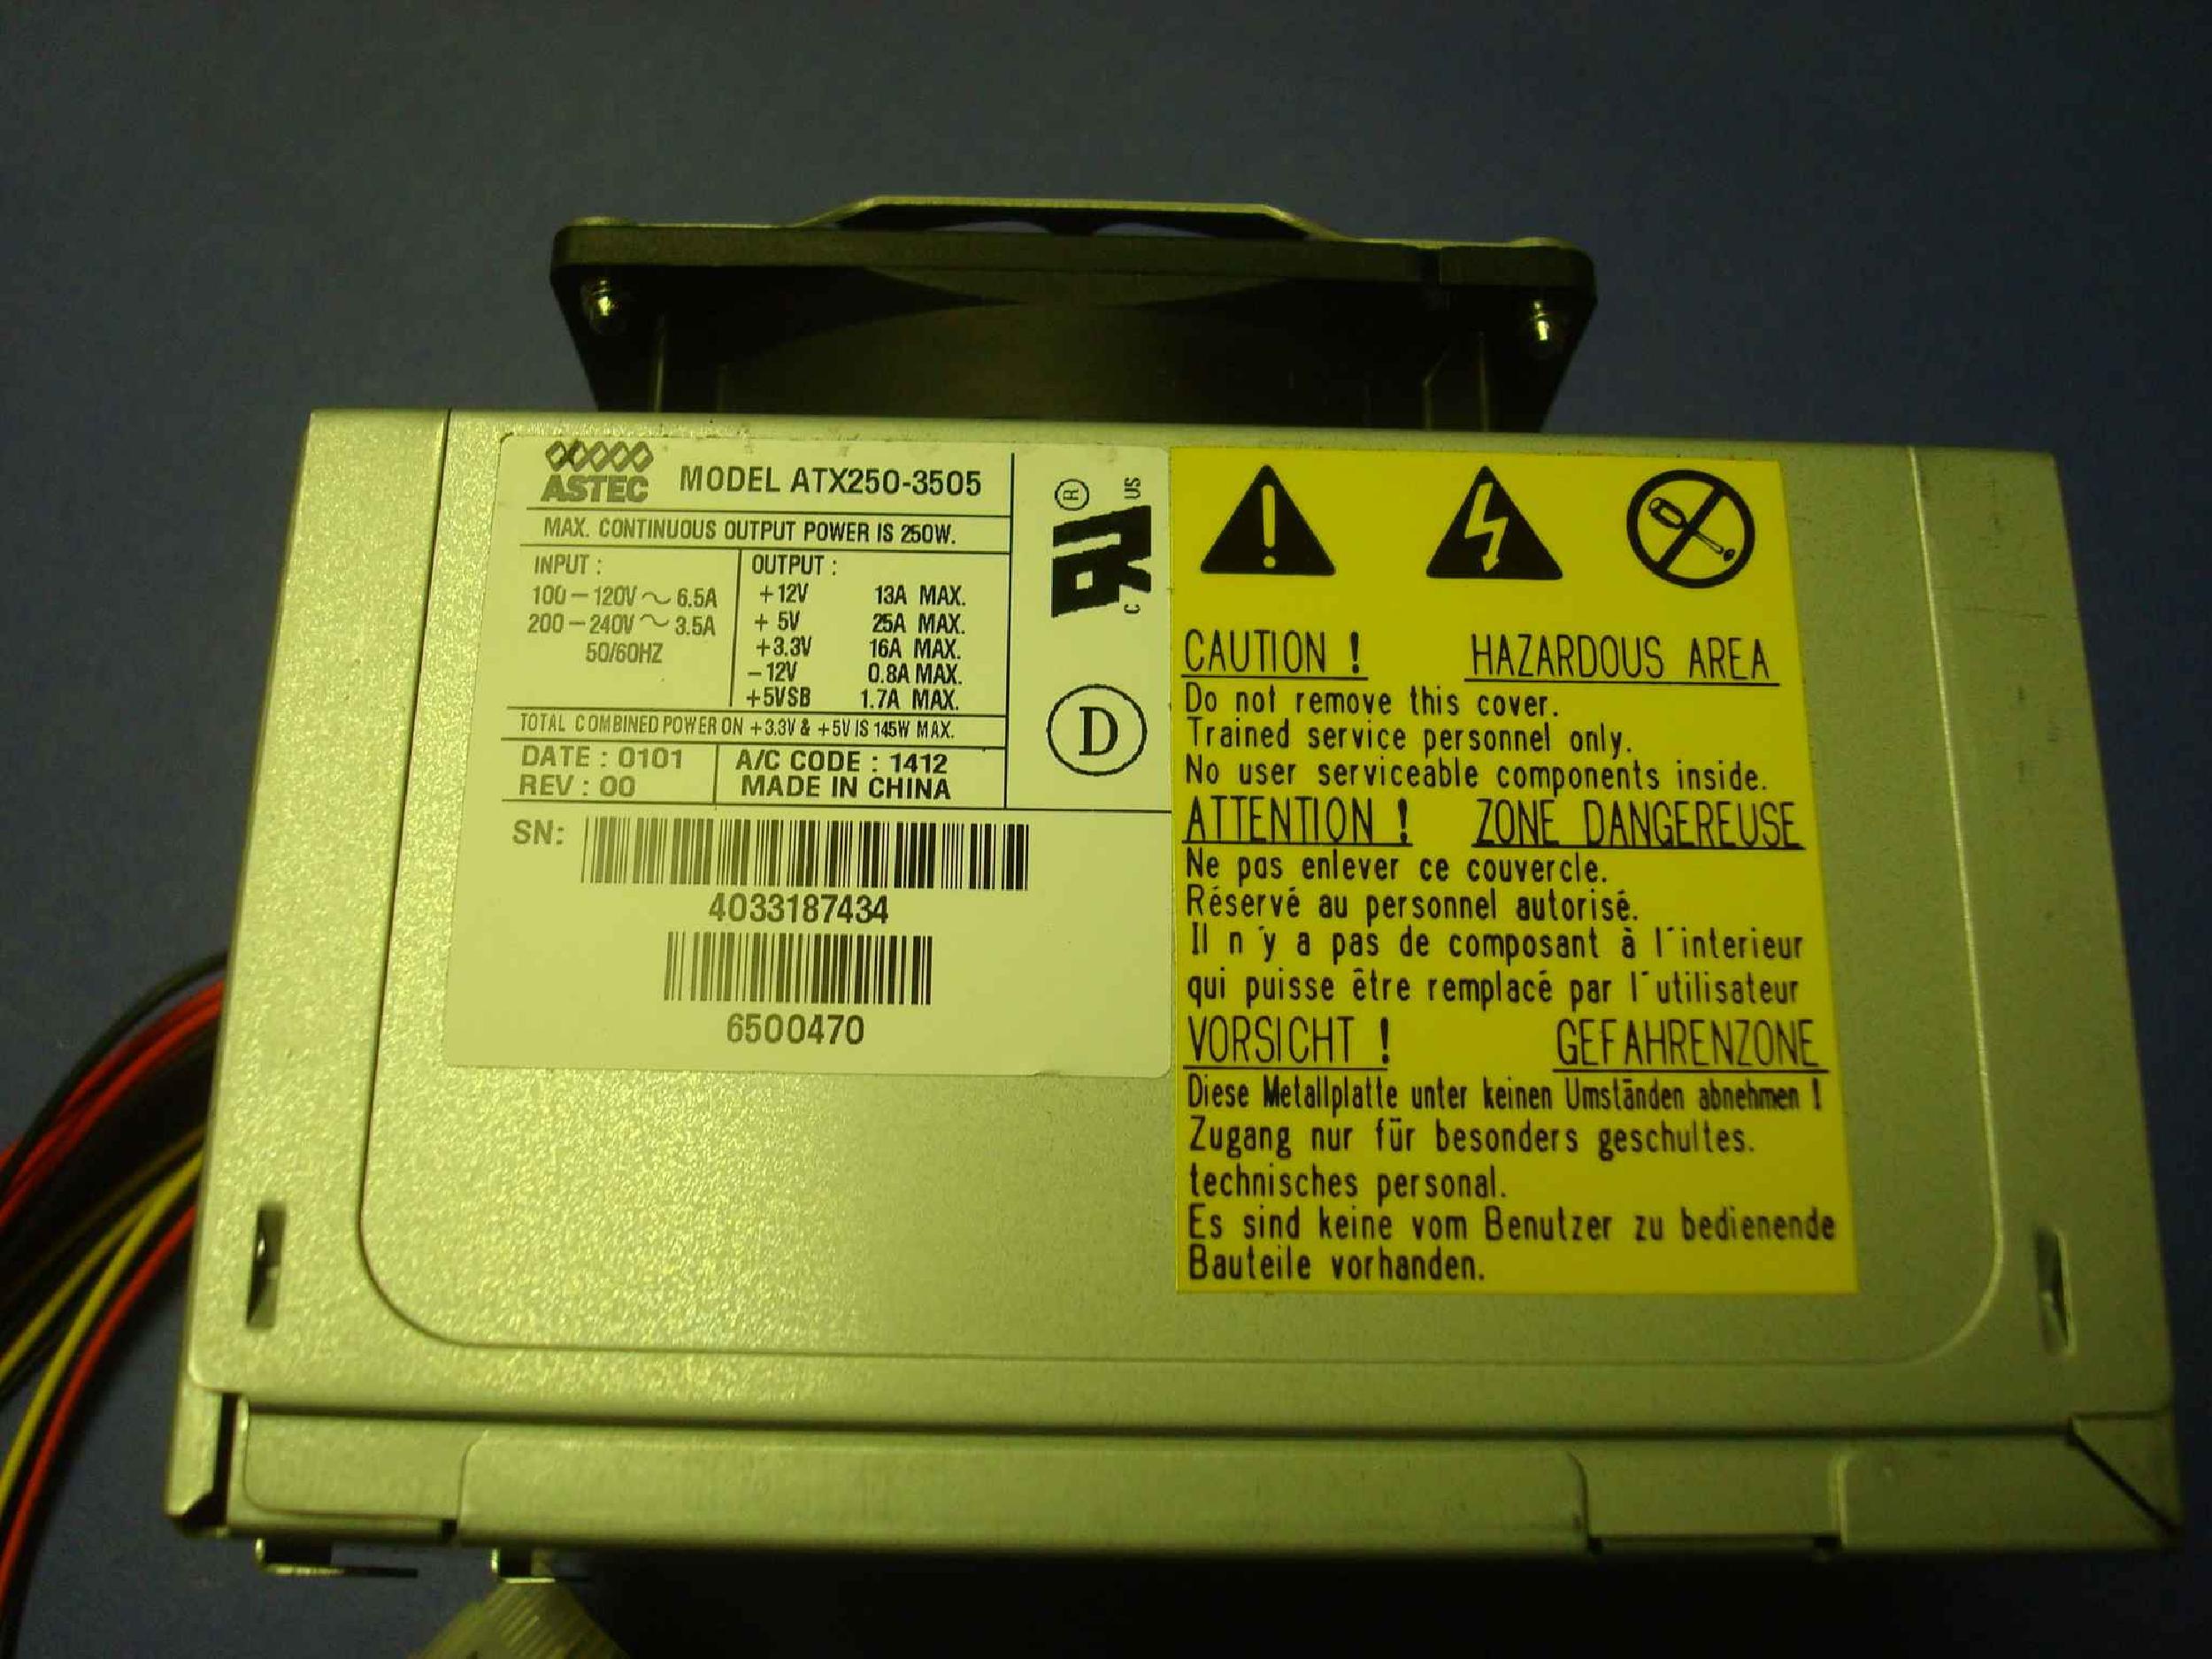 ASTEC MODEL ATX250-3505
MAX. CONTINUOUS OUTPUT POWER IS 250W.
INPUT :
100-120V ~ 6.5A
200-240V ~ 3.5A
50/60HZ
OUTPUT :
+12V 13A MAX.
+ 5V 25A MAX.
+3.3V 16A MAX.
-12V 0.8A MAX.
+5VSB 1.7A MAX.
TOTAL COMBINED POWER ON +3.3V & +5V IS 145W MAX.
DATE : 0101
REV : 00
A/C CODE : 1412
MADE IN CHINA
SN:
4033187434
6500470
®
C US
D
CAUTION ! HAZARDOUS AREA
Do not remove this cover.
Trained service personnel only.
No user serviceable components inside.
ATTENTION ! ZONE DANGEREUSE
Ne pas enlever ce couvercle.
Réservé au personnel autorisé.
Il n'y a pas de composant à l'interieur
qui puisse être remplacé par l'utilisateur
VORSICHT ! GEFAHRENZONE
Diese Metallplatte unter keinen Umständen abnehmen !
Zugang nur für besonders geschultes.
technisches personal.
Es sind keine vom Benutzer zu bedienende
Bauteile vorhanden.